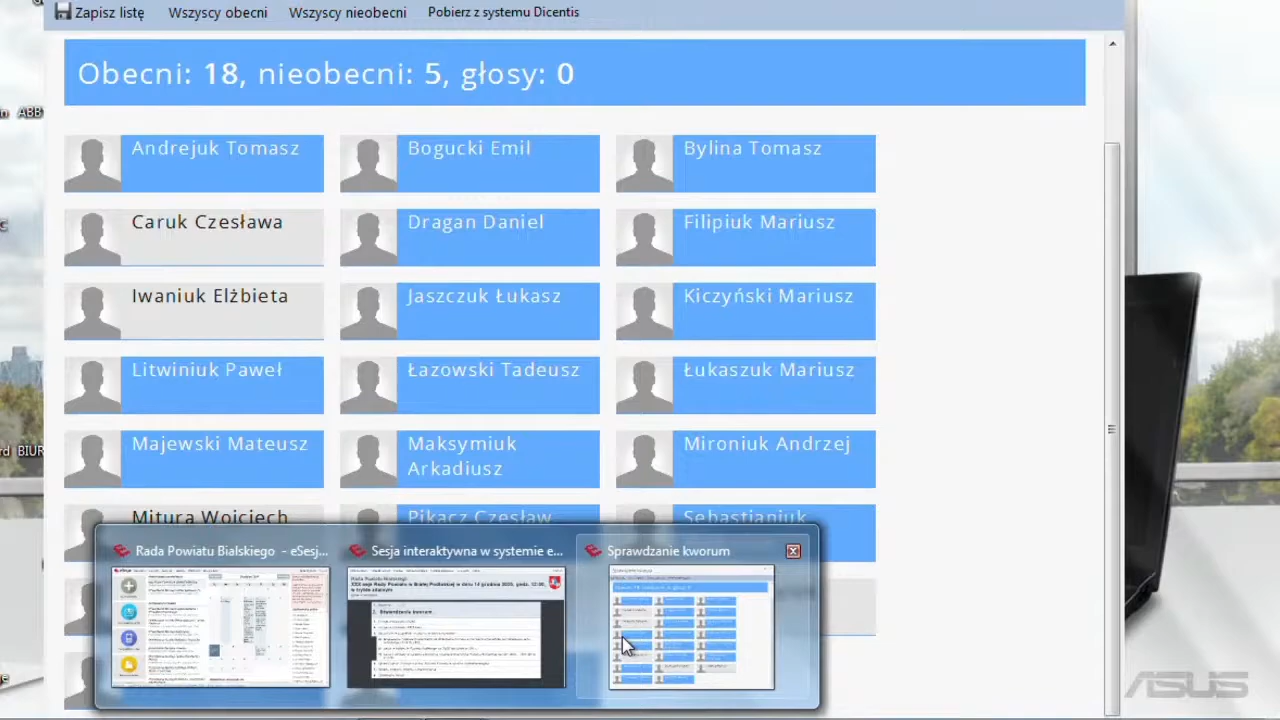 Zapisz listę Wszyscy obecni Wszyscy nieobecni Pobierz z systemu Dicentis
Obecni: 18, nieobecni: 5, głosy: 0
ABB
Andrejuk Tomasz Bogucki Emil Bylina Tomasz
Caruk Czesława Dragan Daniel Filipiuk Mariusz
Iwaniuk Elżbieta Jaszczuk Łukasz Kiczyński Mariusz
Litwiniuk Paweł Łazowski Tadeusz Łukaszuk Mariusz
Majewski Mateusz Maksymiuk Arkadiusz Mironiuk Andrzej
BIUR
Mitura Wojciech Pikacz Czesław Sebastianiuk
Rada Powiatu Bialskiego - eSesj... Sesja interaktywna w systemie e... Sprawdzanie kworum
ASUS